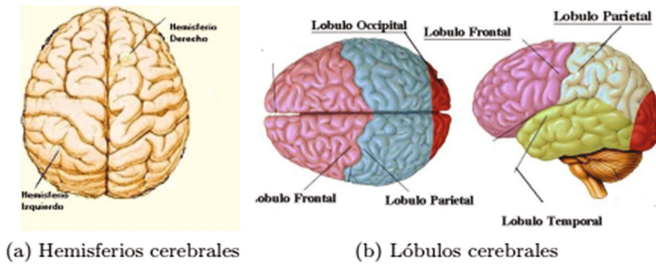 Hemisferio
Derecho
Hemisferio
Izquierdo
Lobulo Occipital
Lobulo Frontal
Lobulo Parietal
Lobulo Parietal
Lobulo Frontal
Lobulo Temporal
(a) Hemisferios cerebrales
(b) Lóbulos cerebrales